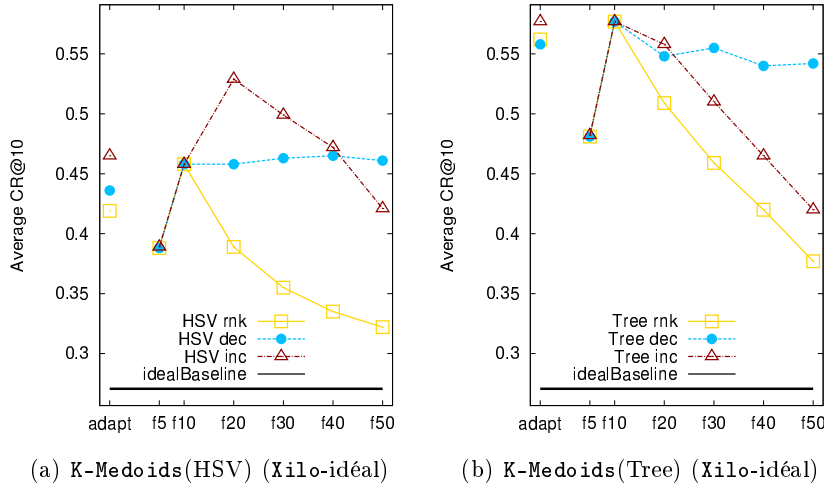 Average CR@10
0.55
0.5
0.45
0.4
0.35
0.3
HSV rnk
HSV dec
HSV inc
idealBaseline
adapt f5 f10 f20 f30 f40 f50
(a) K-Medoids(HSV) (Xilo-idéal)
Average CR@10
0.55
0.5
0.45
0.4
0.35
0.3
Tree rnk
Tree dec
Tree inc
idealBaseline
adapt f5 f10 f20 f30 f40 f50
(b) K-Medoids(Tree) (Xilo-idéal)